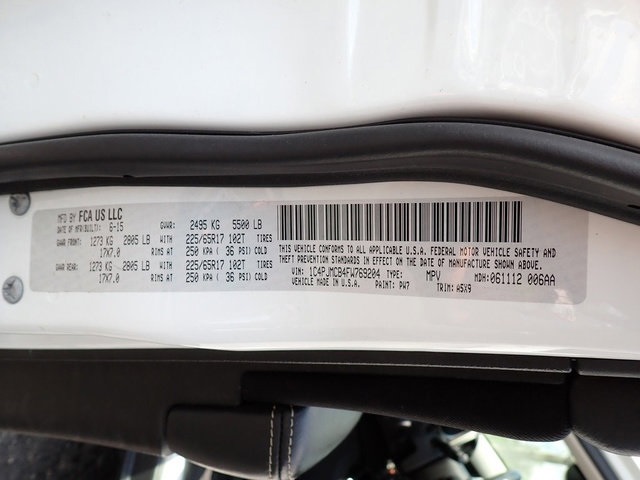 MFD BY FCA US LLC
DATE OF MFR(BUILT): 6-15 GVWR: 2495 KG 5500 LB
GAWR FRONT: 1273 KG 2805 LB WITH 225/65R17 102T TIRES
17X7.0 RIMS AT 250 KPA ( 36 PSI) COLD
GAWR REAR: 1273 KG 2805 LB WITH 225/65R17 102T TIRES
17X7.0 RIMS AT 250 KPA ( 36 PSI) COLD
THIS VEHICLE CONFORMS TO ALL APPLICABLE U.S.A. FEDERAL MOTOR VEHICLE SAFETY AND
THEFT PREVENTION STANDARDS IN EFFECT ON THE DATE OF MANUFACTURE SHOWN ABOVE.
VIN: 1C4PJMCB4FW769204 TYPE: MPV MDH: 061112 006AA
VEHICLE MADE IN U.S.A. PAINT: PW7 TRIM: A5X9